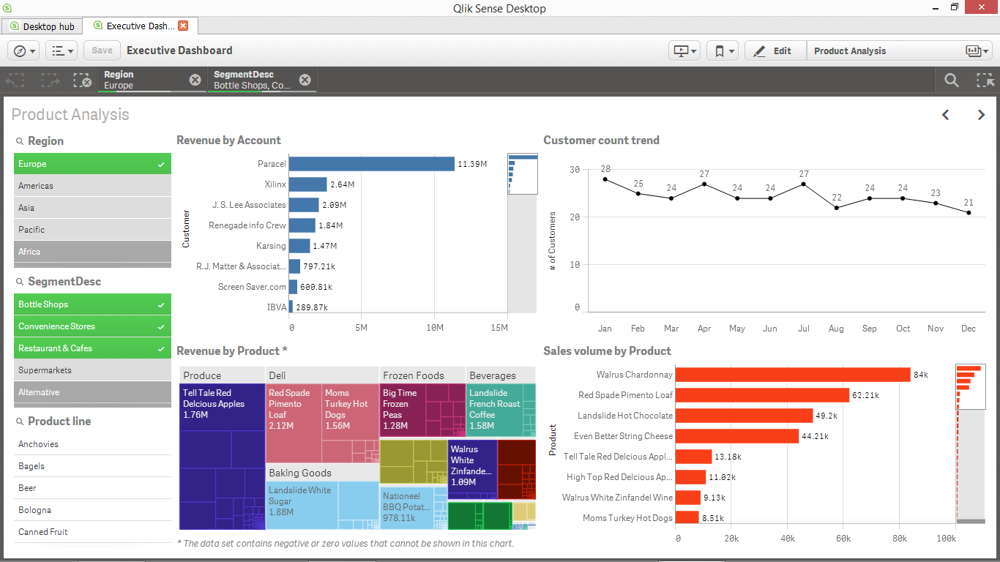 Qlik Sense Desktop
Desktop hub
Executive Dash...
Save
Executive Dashboard
Edit
Product Analysis
Region
Europe
SegmentDesc
Bottle Shops, Co...
Product Analysis
Region
Europe
Americas
Asia
Pacific
Africa
SegmentDesc
Bottle Shops
Convenience Stores
Restaurant & Cafes
Supermarkets
Alternative
Product line
Anchovies
Bagels
Beer
Bologna
Canned Fruit
Revenue by Account
Customer
Paracel 11.39M
Xilinx 2.64M
J. S. Lee Associates 2.09M
Renegade info Crew 1.84M
Karsing 1.47M
R.J. Matter & Associat... 797.21k
Screen Saver.com 600.81k
IBVA 289.87k
0 5M 10M 15M
Customer count trend
# of Customers
30
20
10
0
28 25 24 27 24 24 27 22 24 24 23 21
Jan Feb Mar Apr May Jun Jul Aug Sep Oct Nov Dec
Revenue by Product *
Produce
Tell Tale Red
Delcious Apples
1.76M
Deli
Red Spade
Pimento
Loaf
2.12M
Moms
Turkey Hot
Dogs
1.56M
Baking Goods
Landslide White
Sugar
1.88M
Frozen Foods
Big Time
Frozen
Peas
1.28M
Beverages
Landslide
French Roast
Coffee
1.58M
Walrus
White
Zinfande...
1.09M
Nationeel
BBQ Potat...
978.11k
* The data set contains negative or zero values that cannot be shown in this chart.
Sales volume by Product
Product
Walrus Chardonnay 84k
Red Spade Pimento Loaf 62.21k
Landslide Hot Chocolate 49.2k
Even Better String Cheese 44.21k
Tell Tale Red Delcious Appl... 13.18k
High Top Red Delcious Ap... 11.02k
Walrus White Zinfandel Wine 9.13k
Moms Turkey Hot Dogs 8.51k
0 20k 40k 60k 80k 100k